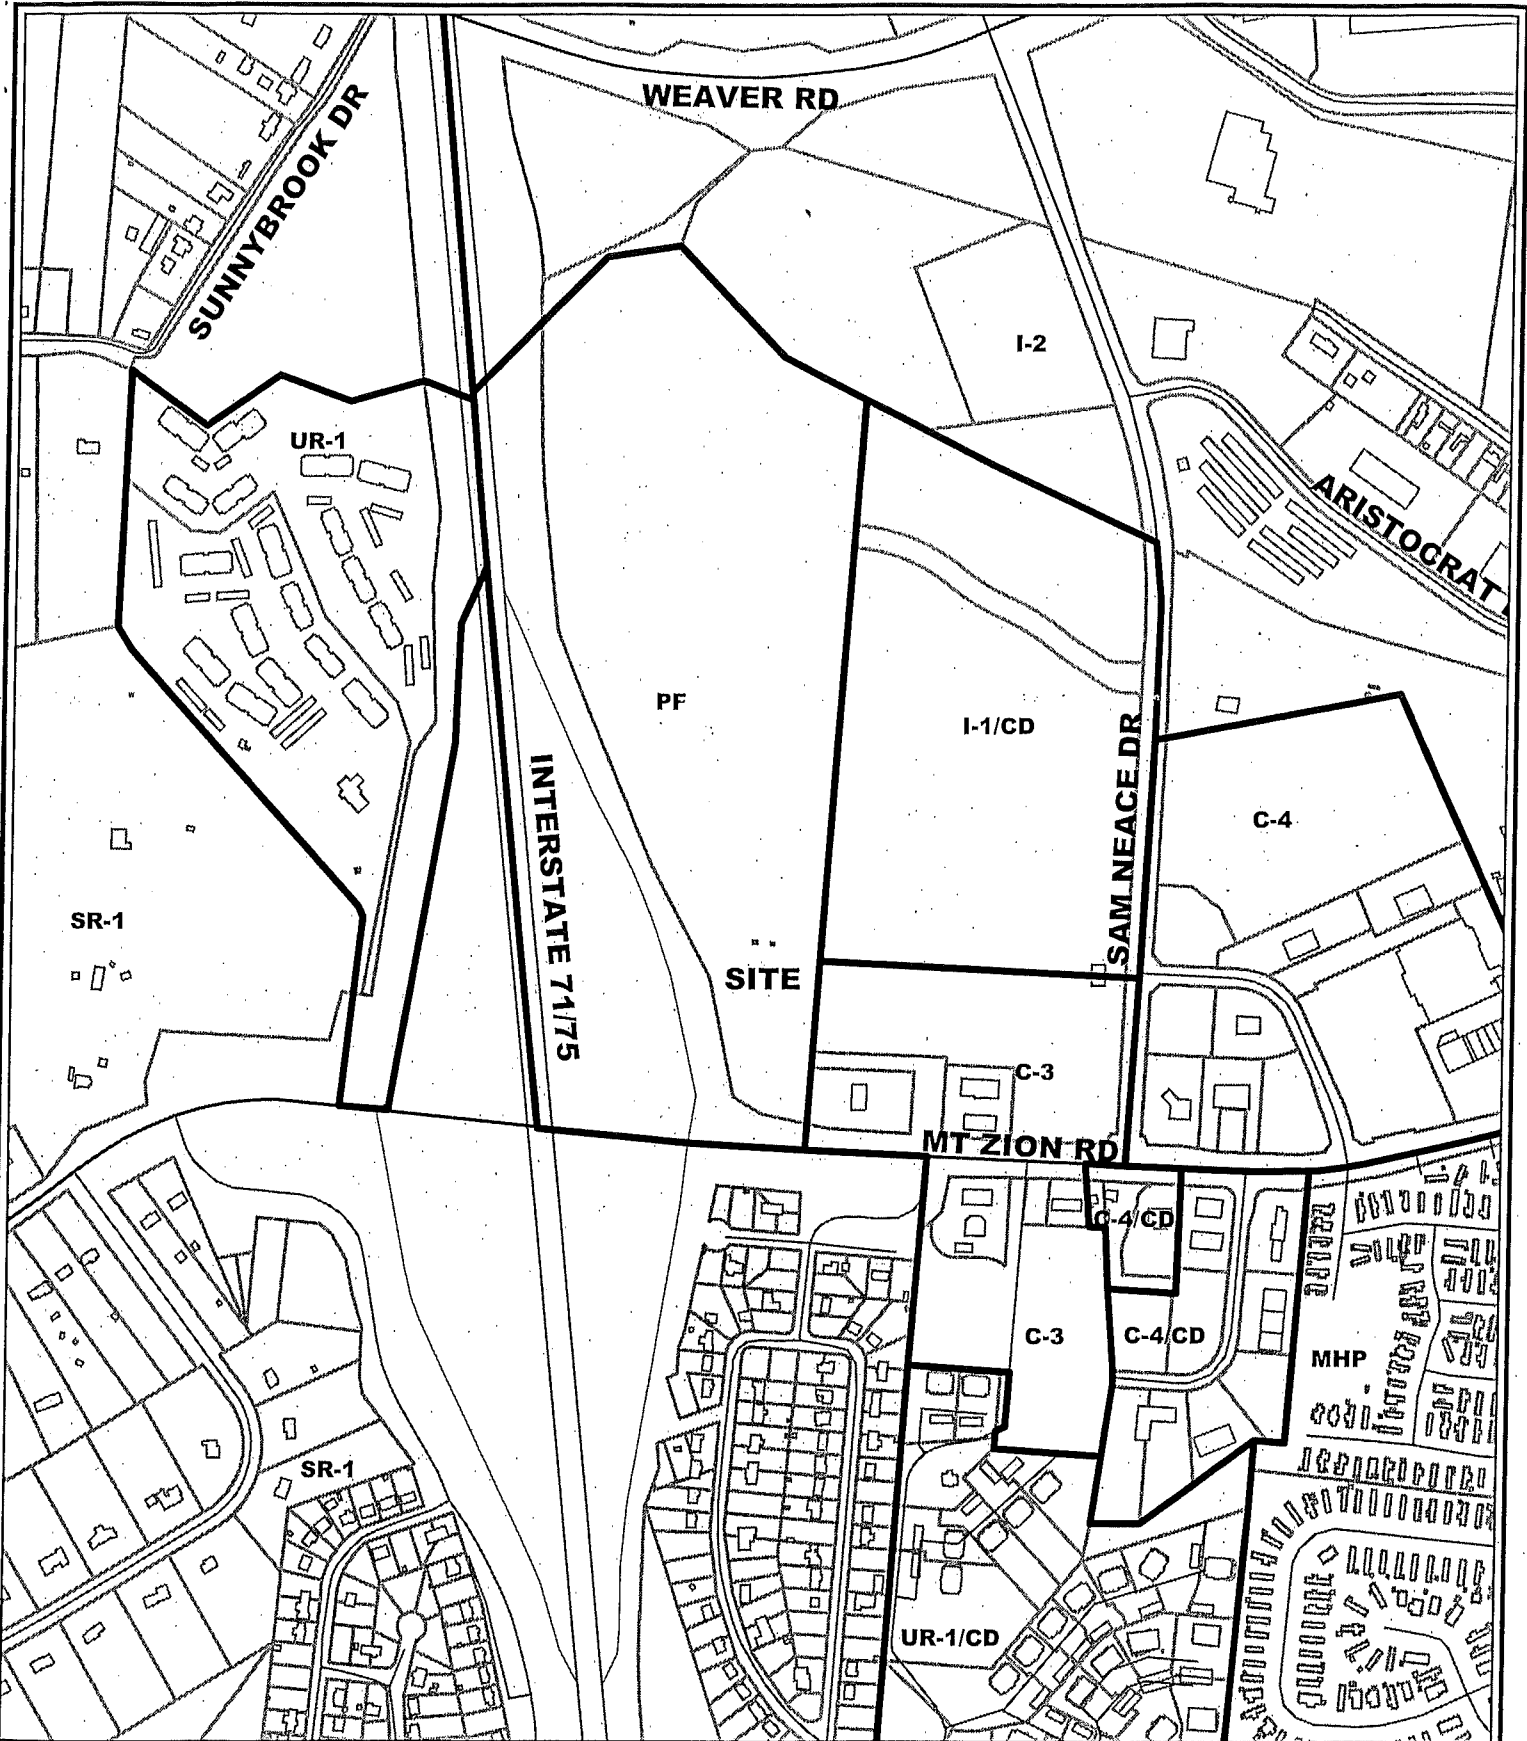 WEAVER RD
SUNNYBROOK DR
I-2
UR-1
ARISTOCRAT
PF
I-1/CD
SAM NEACE DR
INTERSTATE 71/75
C-4
SR-1
SITE
C-3
MT ZION RD
C-4/CD
C-3
C-4/CD
MHP
SR-1
UR-1/CD